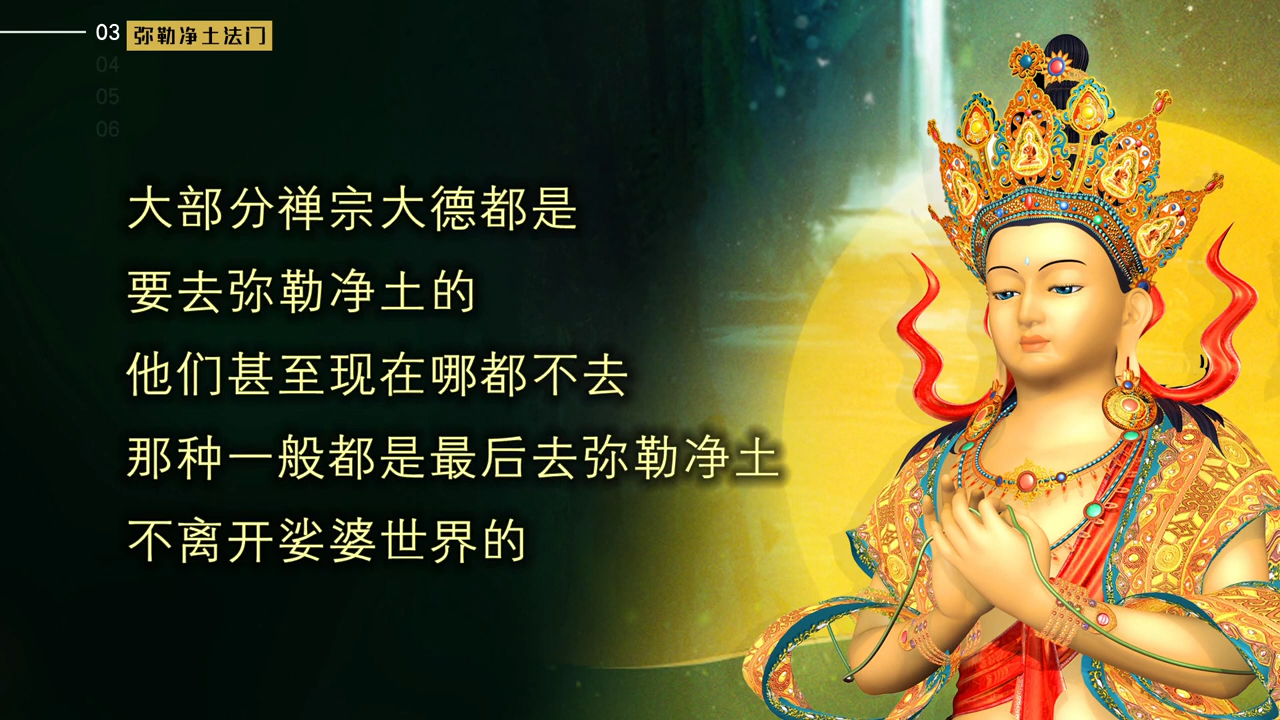 03 弥勒净土法门
04
05
06
大部分禅宗大德都是
要去弥勒净土的
他们甚至现在哪都不去
那种一般都是最后去弥勒净土
不离开娑婆世界的